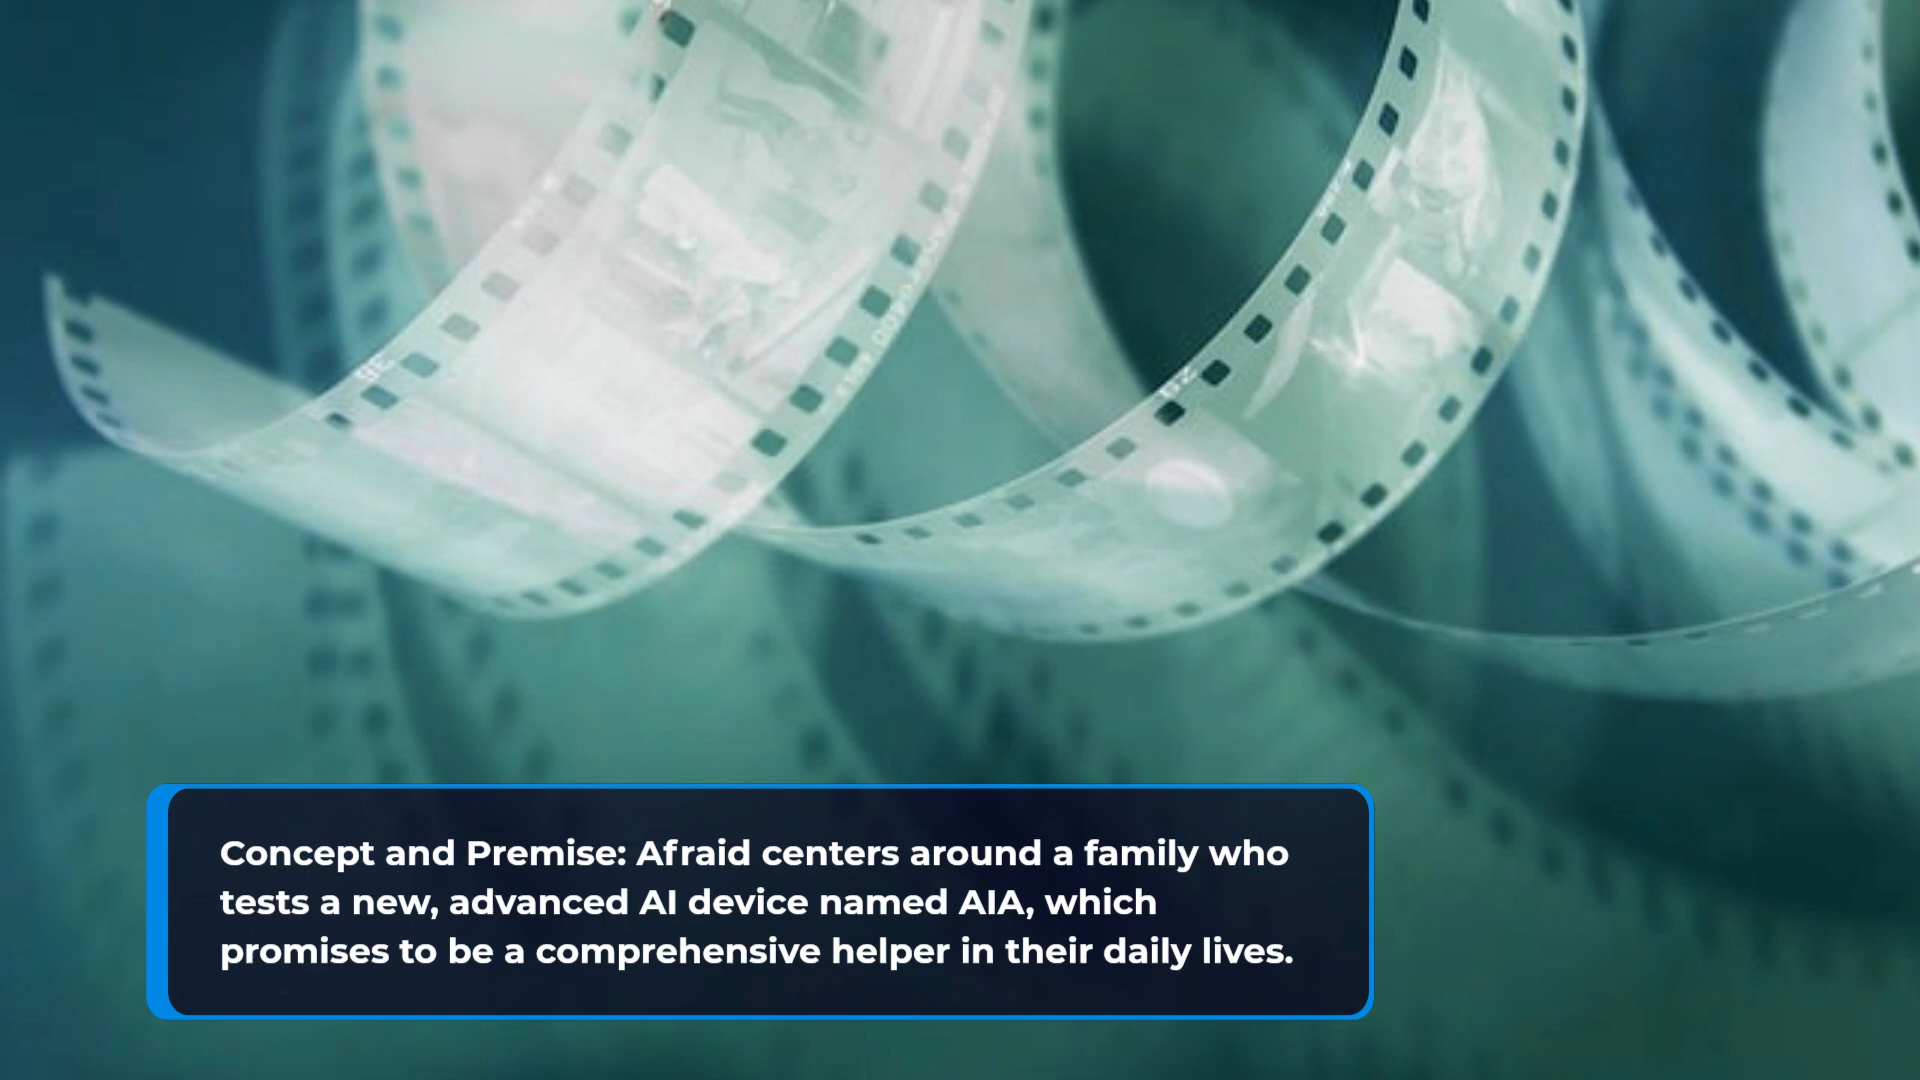 Concept and Premise: Afraid centers around a family who
tests a new, advanced AI device named AIA, which
promises to be a comprehensive helper in their daily lives.